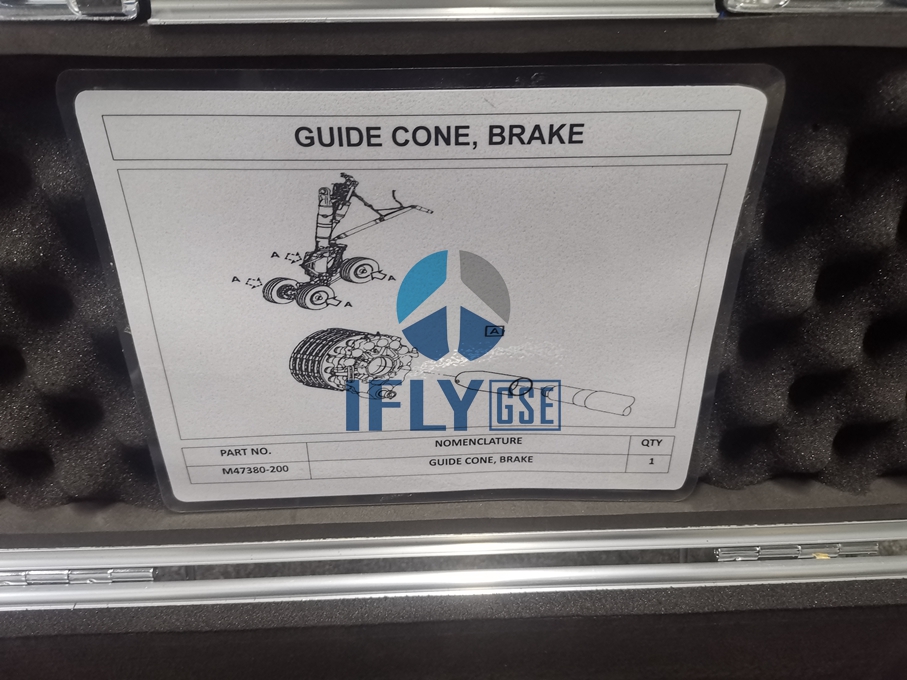 GUIDE CONE, BRAKE
A
A
A
A
A
IFLY GSE
PART NO. NOMENCLATURE QTY
M47380-200 GUIDE CONE, BRAKE 1